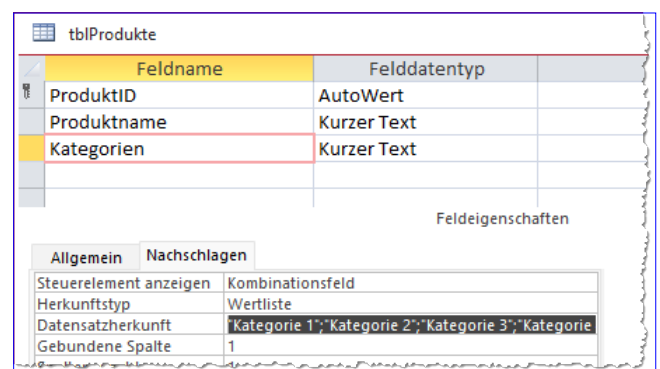 tblProdukte
Feldname Felddatentyp
ProduktID AutoWert
Produktname Kurzer Text
Kategorien Kurzer Text
Feldeigenschaften
Allgemein Nachschlagen
Steuerelement anzeigen Kombinationsfeld
Herkunftstyp Wertliste
Datensatzherkunft "Kategorie 1";"Kategorie 2";"Kategorie 3";"Kategorie
Gebundene Spalte 1